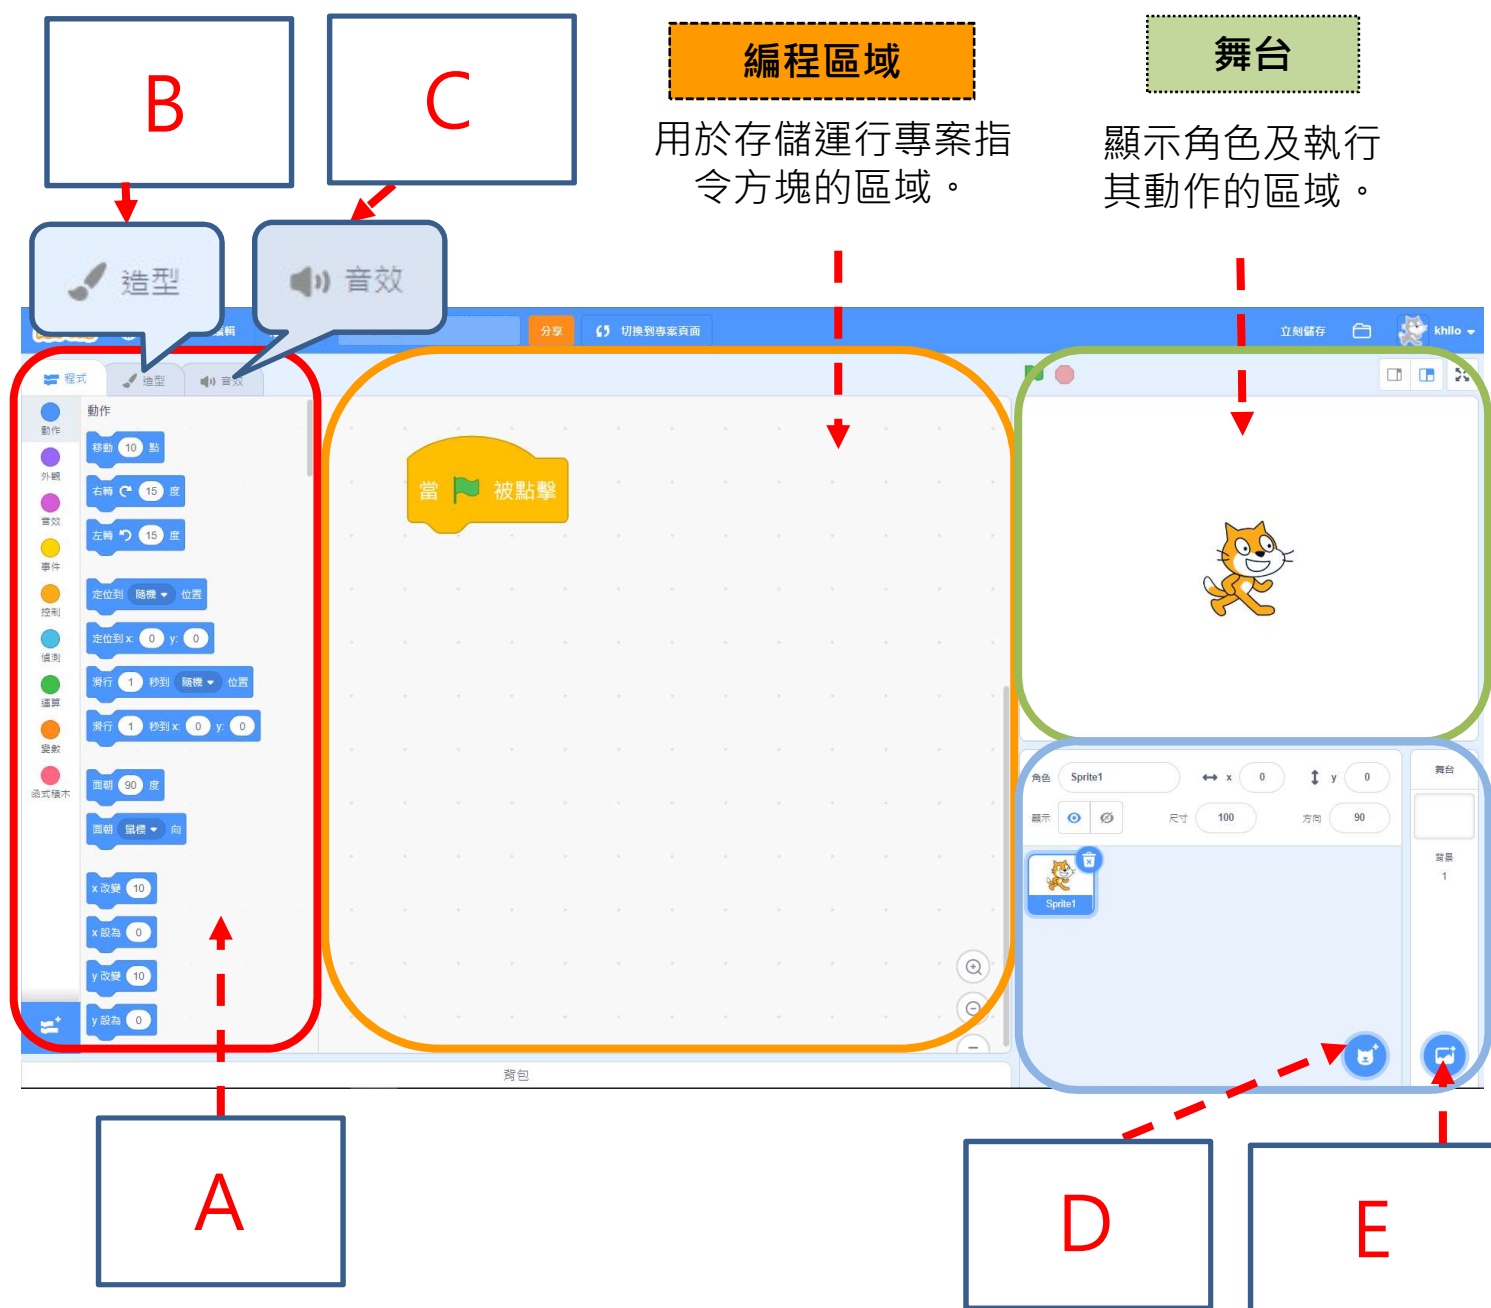 B
C
編程區域
用於存儲運行專案指
令方塊的區域。
舞台
顯示角色及執行
其動作的區域。
造型
音效
分享
切換到專案頁面
立刻儲存
khllo
程式
造型
音效
動作
外觀
音效
事件
控制
偵測
運算
變數
函式積木
動作
移動 10 點
右轉 15 度
左轉 15 度
定位到 隨機 位置
定位到 x: 0 y: 0
滑行 1 秒到 隨機 位置
滑行 1 秒到 x: 0 y: 0
面朝 90 度
面朝 鼠標 向
x 改變 10
x 設為 0
y 改變 10
y 設為 0
當 被點擊
背包
角色 Sprite1 x 0 y 0
顯示 尺寸 100 方向 90
Sprite1
舞台
背景
1
A
D
E